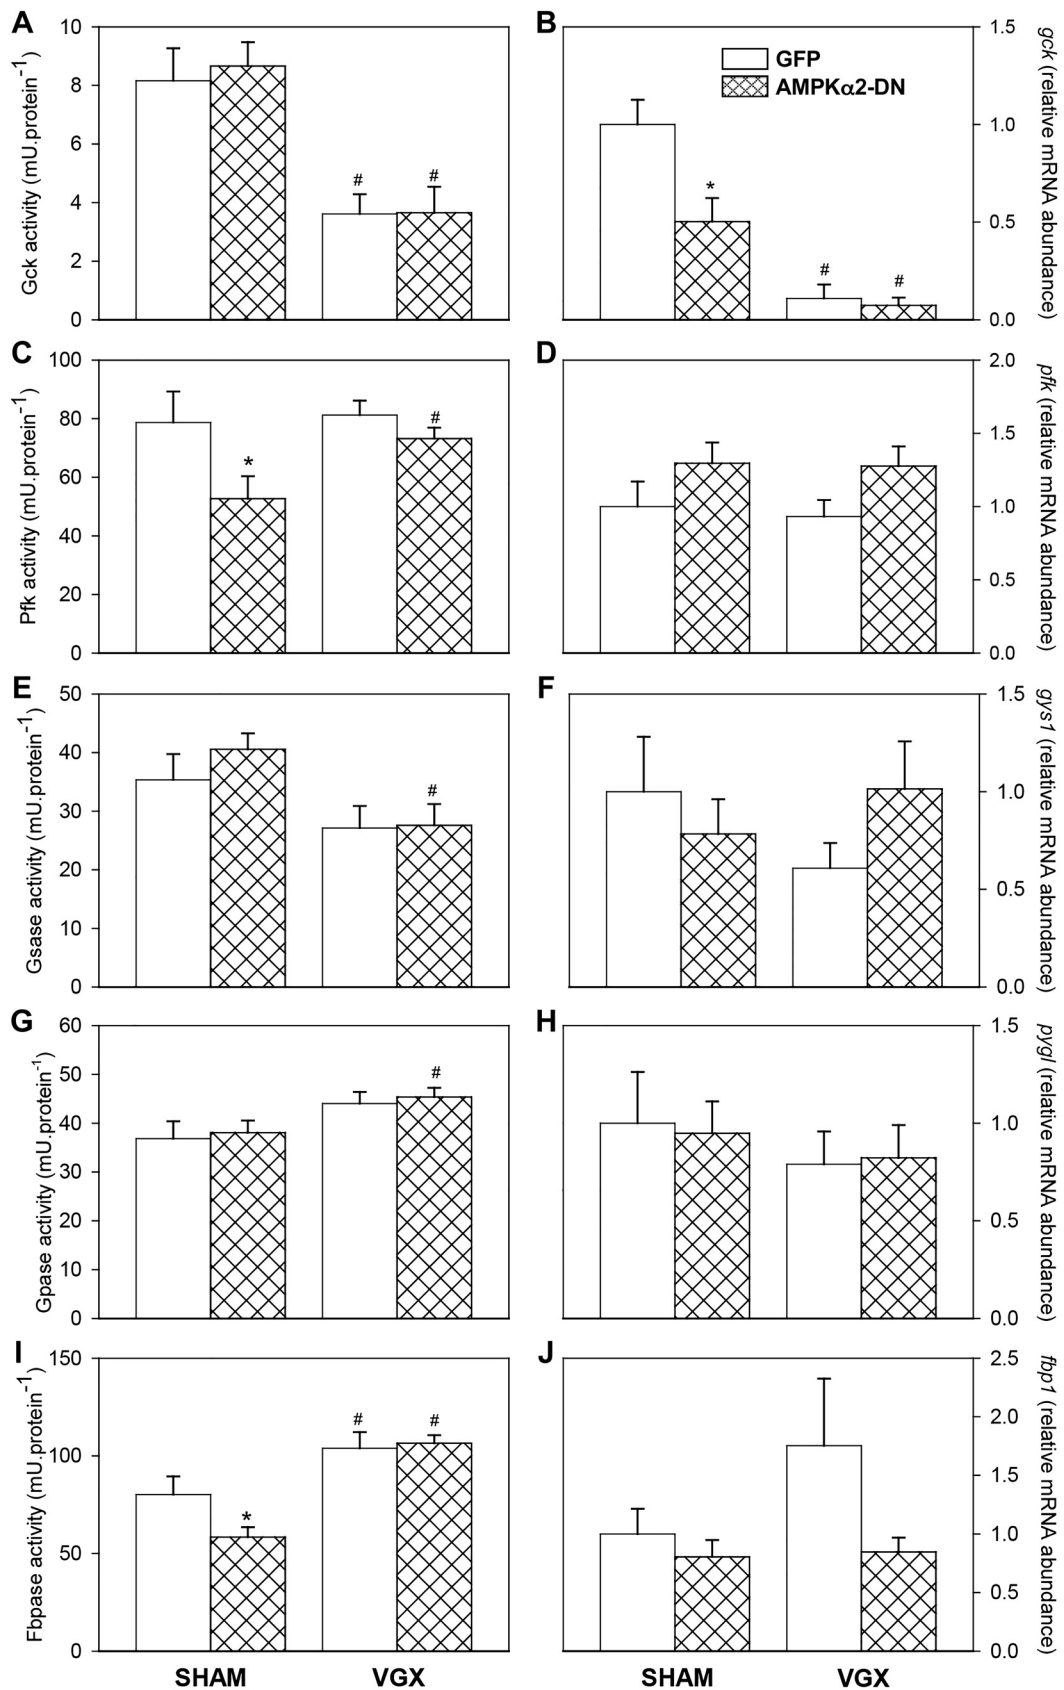 A
Gck activity (mU.protein-1)
10
8
6
4
2
0
#
#
B
GFP
AMPKα2-DN
*
#
#
1.5
1.0
0.5
0.0
gck (relative mRNA abundance)
C
Pfk activity (mU.protein-1)
100
80
60
40
20
0
*
#
D
2.0
1.5
1.0
0.5
0.0
pfk (relative mRNA abundance)
E
Gsase activity (mU.protein-1)
50
40
30
20
10
0
#
F
1.5
1.0
0.5
0.0
gys1 (relative mRNA abundance)
G
Gpase activity (mU.protein-1)
60
50
40
30
20
10
0
#
H
1.5
1.0
0.5
0.0
pygl (relative mRNA abundance)
I
Fbpase activity (mU.protein-1)
150
100
50
0
*
#
#
SHAM
VGX
J
2.5
2.0
1.5
1.0
0.5
0.0
fbp1 (relative mRNA abundance)
SHAM
VGX